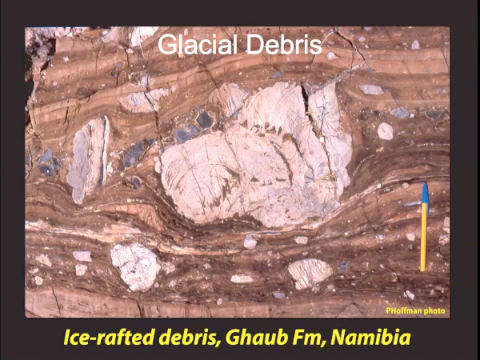 Glacial Debris
PHoffman photo
Ice-rafted debris, Ghaub Fm, Namibia